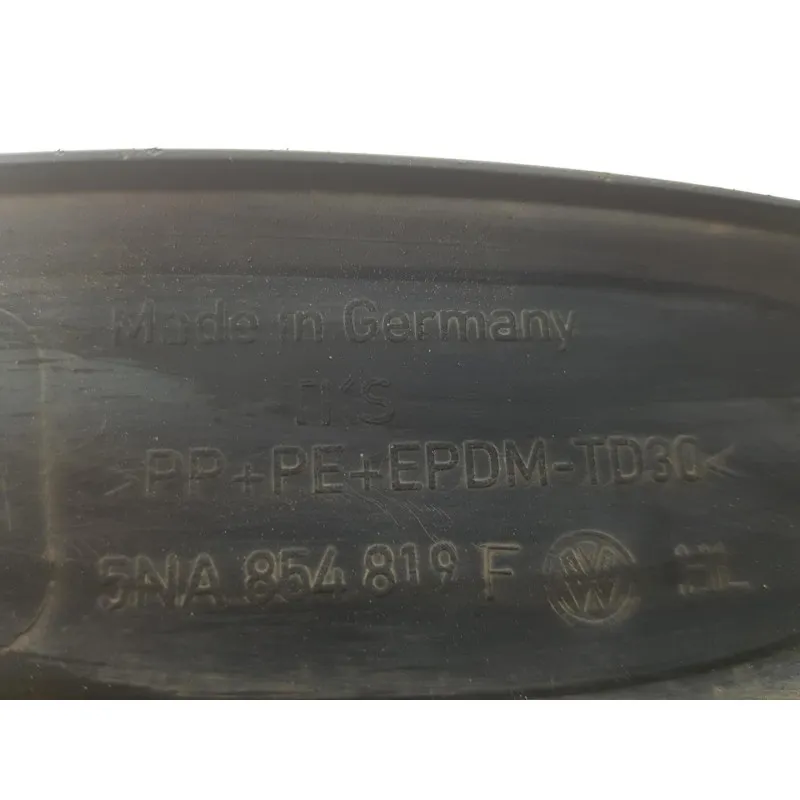 Made in Germany
>PP+PE+EPDM-TD30<
5NA 854 819 F